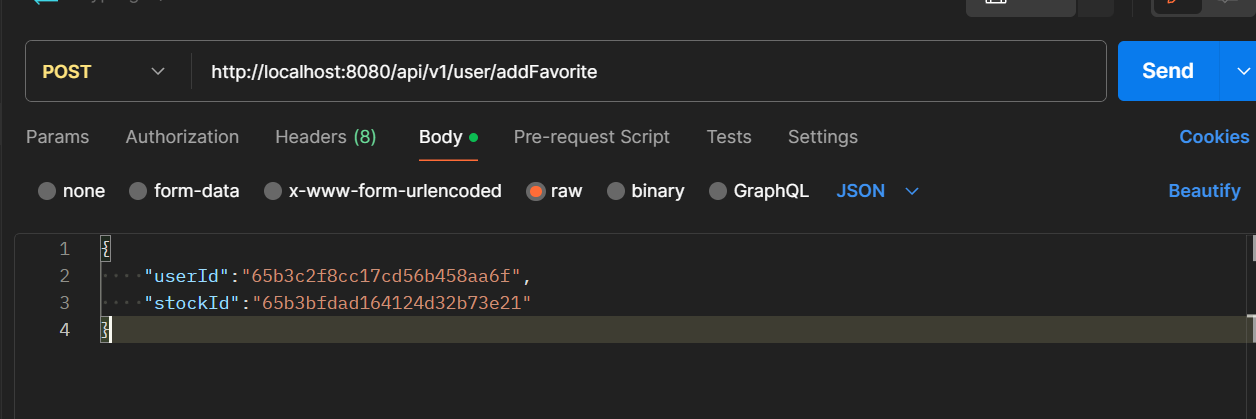 POST http://localhost:8080/api/v1/user/addFavorite Send
Params Authorization Headers (8) Body Pre-request Script Tests Settings Cookies
none form-data x-www-form-urlencoded raw binary GraphQL JSON Beautify
1 {
2 "userId":"65b3c2f8cc17cd56b458aa6f",
3 "stockId":"65b3bfdad164124d32b73e21"
4 }